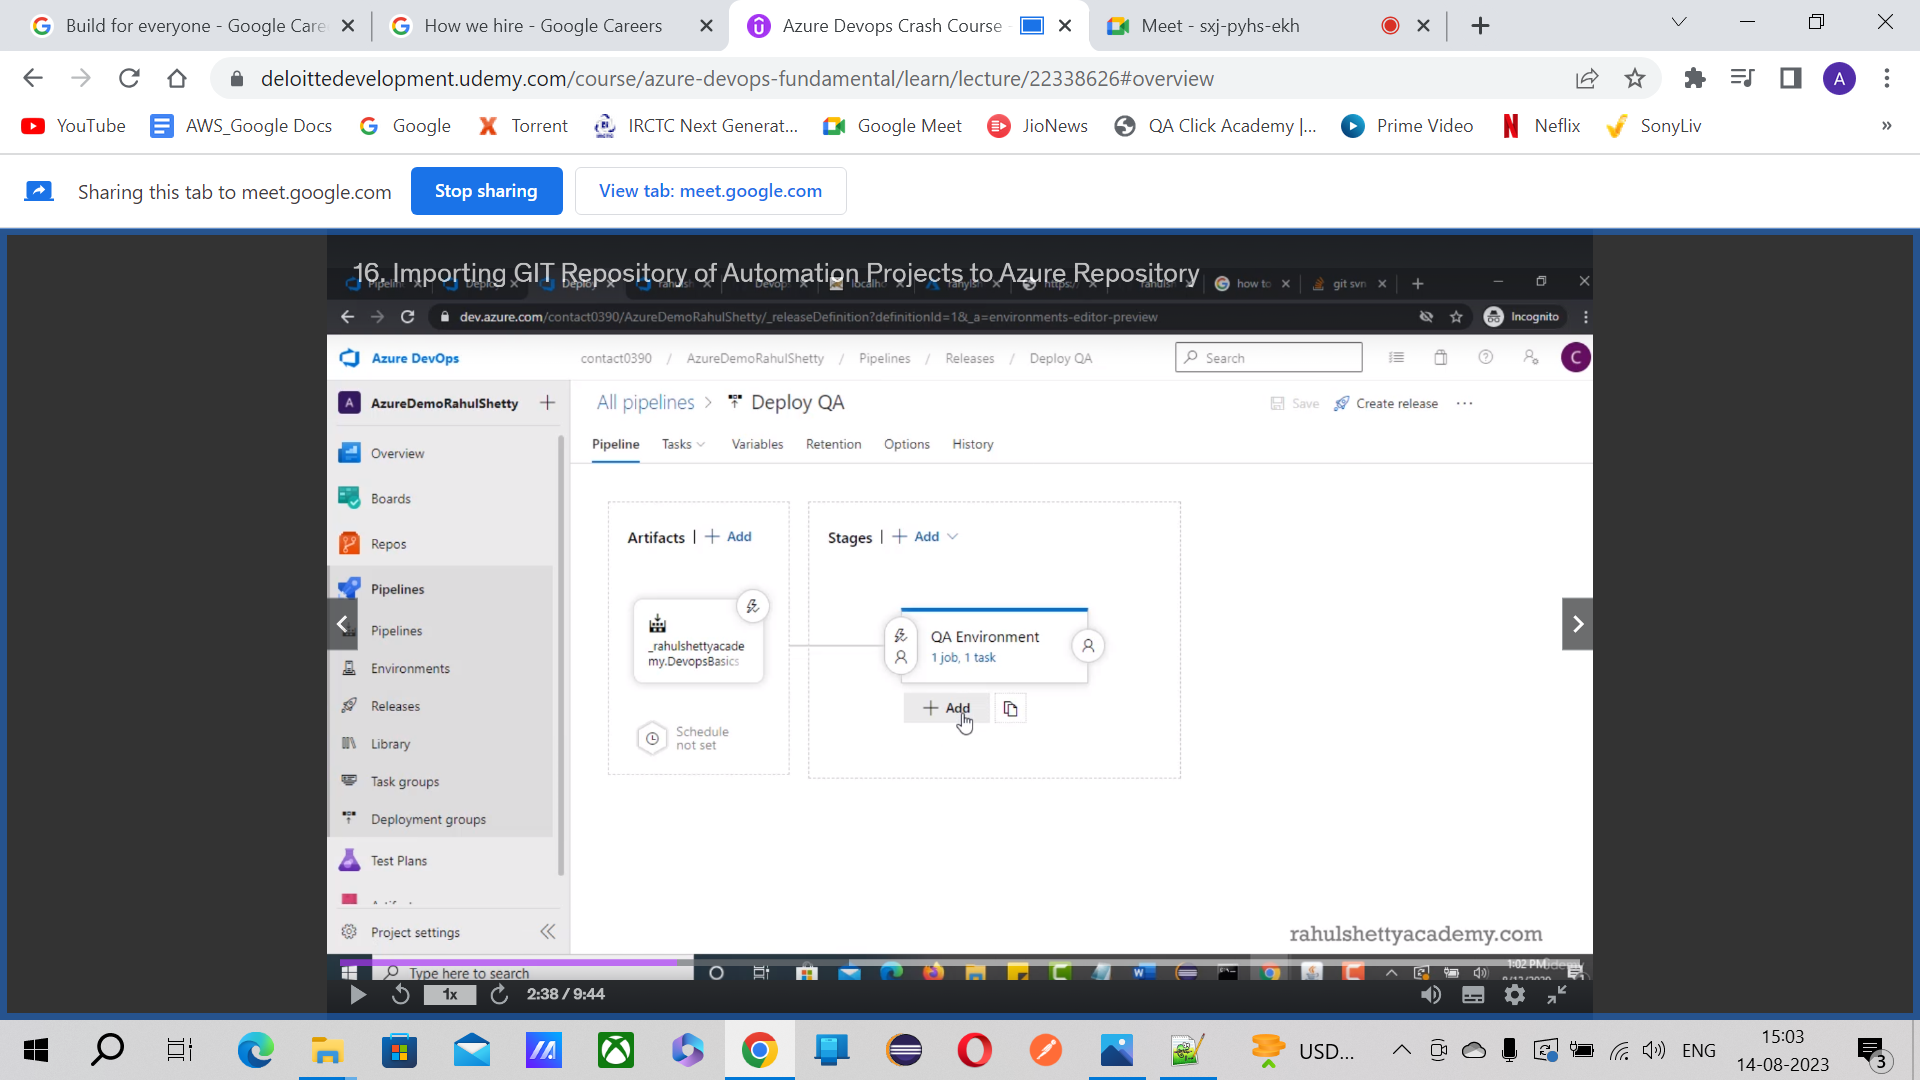 Build for everyone - Google Care
How we hire - Google Careers
Azure Devops Crash Course
Meet - sxj-pyhs-ekh
deloittedevelopment.udemy.com/course/azure-devops-fundamental/learn/lecture/22338626#overview
A
YouTube
AWS_Google Docs
Google
Torrent
IRCTC Next Generat...
Google Meet
JioNews
QA Click Academy |...
Prime Video
Neflix
SonyLiv
»
Sharing this tab to meet.google.com
Stop sharing
View tab: meet.google.com
16. Importing GIT Repository of Automation Projects to Azure Repository
how to
git svn
dev.azure.com/contact0390/AzureDemoRahulShetty/_releaseDefinition?definitionId=1&_a=environments-editor-preview
Incognito
Azure DevOps
contact0390 / AzureDemoRahulShetty / Pipelines / Releases / Deploy QA
Search
C
A AzureDemoRahulShetty
All pipelines > Deploy QA
Save
Create release
Pipeline
Tasks
Variables
Retention
Options
History
Overview
Boards
Repos
Pipelines
Pipelines
Environments
Releases
Library
Task groups
Deployment groups
Test Plans
Project settings
Artifacts | + Add
Stages | + Add
_rahulshettyacade
my.DevopsBasics
Schedule
not set
QA Environment
1 job, 1 task
+ Add
rahulshettyacademy.com
Type here to search
1:02 PM
1x
2:38 / 9:44
USD...
ENG
15:03
14-08-2023
3